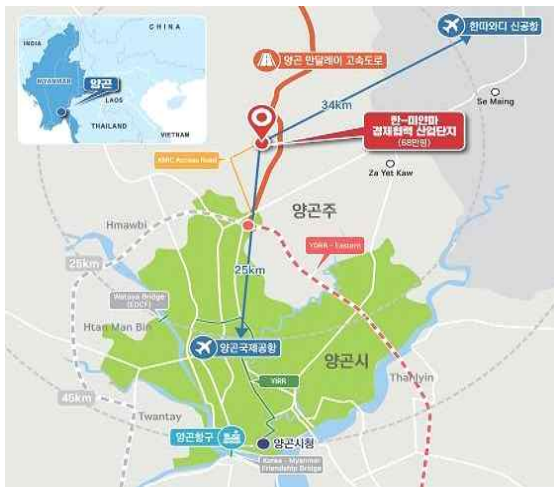 CHINA
INDIA
MYANMAR
양곤
LAOS
THAILAND
VIETNAM
한따와디 신공항
양곤 만달레이 고속도로
34km
Se Maing
한-미얀마
경제협력 산업단지
(68만평)
KMIC Access Road
Za Yet Kaw
양곤주
Hmawbi
YORR - Eastern
25km
25km
Wataya Bridge
(EDCF)
Htan Man Bin
양곤국제공항
양곤시
YIRR
Thanlyin
45km
Twantay
양곤항구
양곤시청
Korea - Myanmar
Friendship Bridge